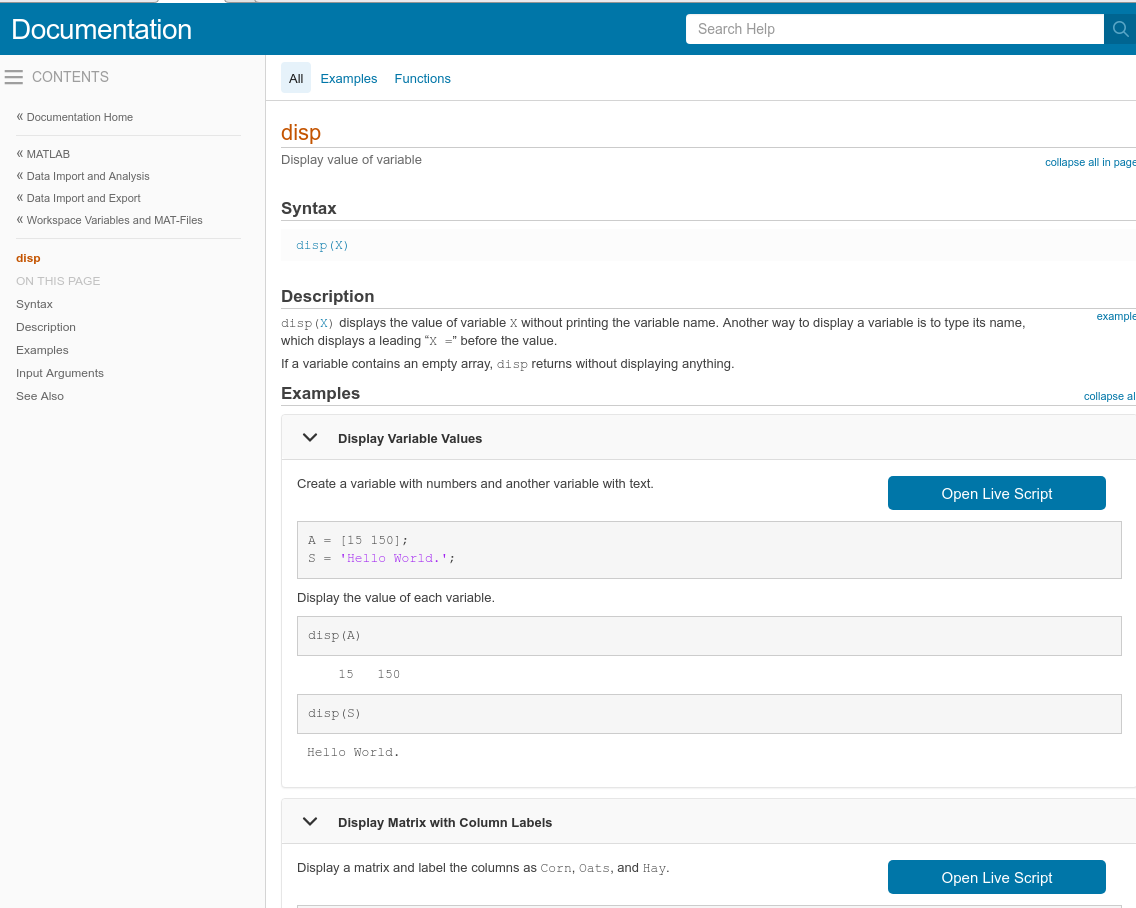 Documentation
Search Help
CONTENTS
« Documentation Home
« MATLAB
« Data Import and Analysis
« Data Import and Export
« Workspace Variables and MAT-Files
disp
ON THIS PAGE
Syntax
Description
Examples
Input Arguments
See Also
All Examples Functions
disp
Display value of variable
collapse all in page
Syntax
disp(X)
Description
example
disp(X) displays the value of variable X without printing the variable name. Another way to display a variable is to type its name,
which displays a leading “X =” before the value.
If a variable contains an empty array, disp returns without displaying anything.
Examples
collapse al
Display Variable Values
Create a variable with numbers and another variable with text.
Open Live Script
A = [15 150];
S = 'Hello World.';
Display the value of each variable.
disp(A)
15 150
disp(S)
Hello World.
Display Matrix with Column Labels
Display a matrix and label the columns as Corn, Oats, and Hay.
Open Live Script